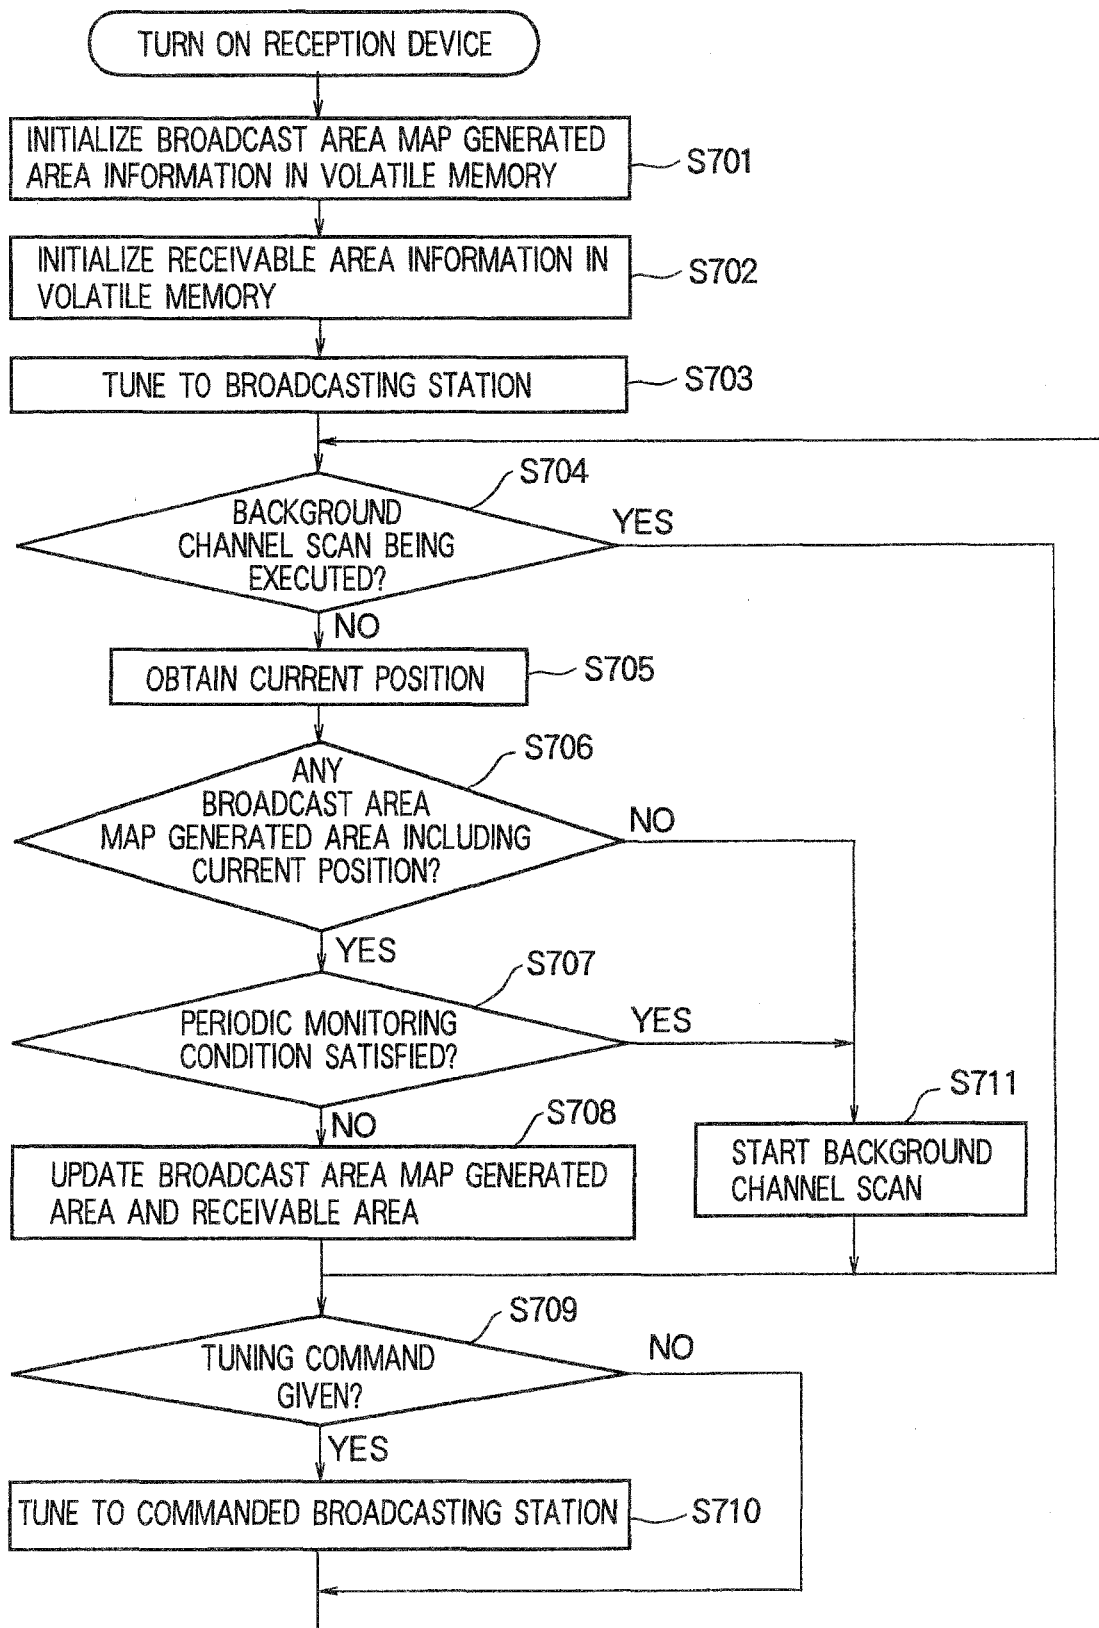 TURN ON RECEPTION DEVICE
INITIALIZE BROADCAST AREA MAP GENERATED
AREA INFORMATION IN VOLATILE MEMORY
S701
INITIALIZE RECEIVABLE AREA INFORMATION IN
VOLATILE MEMORY
S702
TUNE TO BROADCASTING STATION
S703
S704
BACKGROUND
CHANNEL SCAN BEING
EXECUTED?
YES
NO
OBTAIN CURRENT POSITION
S705
S706
ANY
BROADCAST AREA
MAP GENERATED AREA INCLUDING
CURRENT POSITION?
NO
YES
S707
PERIODIC MONITORING
CONDITION SATISFIED?
YES
NO
S708
UPDATE BROADCAST AREA MAP GENERATED
AREA AND RECEIVABLE AREA
S711
START BACKGROUND
CHANNEL SCAN
S709
TUNING COMMAND
GIVEN?
NO
YES
TUNE TO COMMANDED BROADCASTING STATION
S710